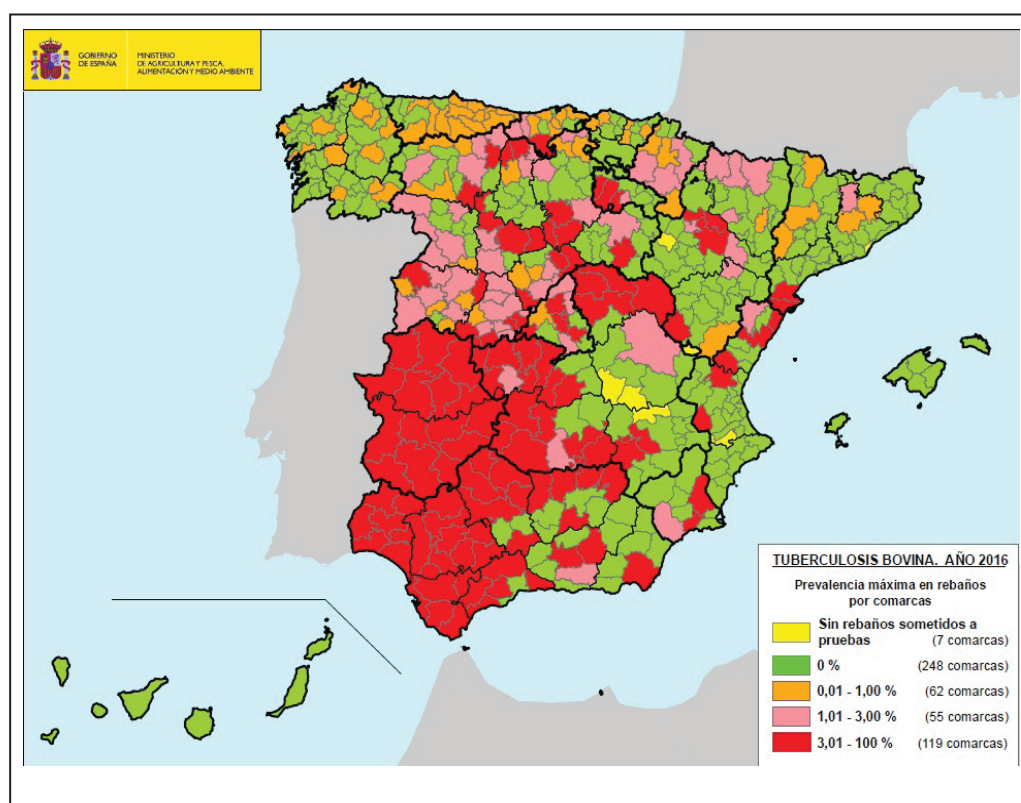 GOBIERNO
DE ESPAÑA
MINISTERIO
DE AGRICULTURA Y PESCA,
ALIMENTACIÓN Y MEDIO AMBIENTE
TUBERCULOSIS BOVINA. AÑO 2016
Prevalencia máxima en rebaños
por comarcas
Sin rebaños sometidos a
pruebas (7 comarcas)
0 % (248 comarcas)
0,01 - 1,00 % (62 comarcas)
1,01 - 3,00 % (55 comarcas)
3,01 - 100 % (119 comarcas)